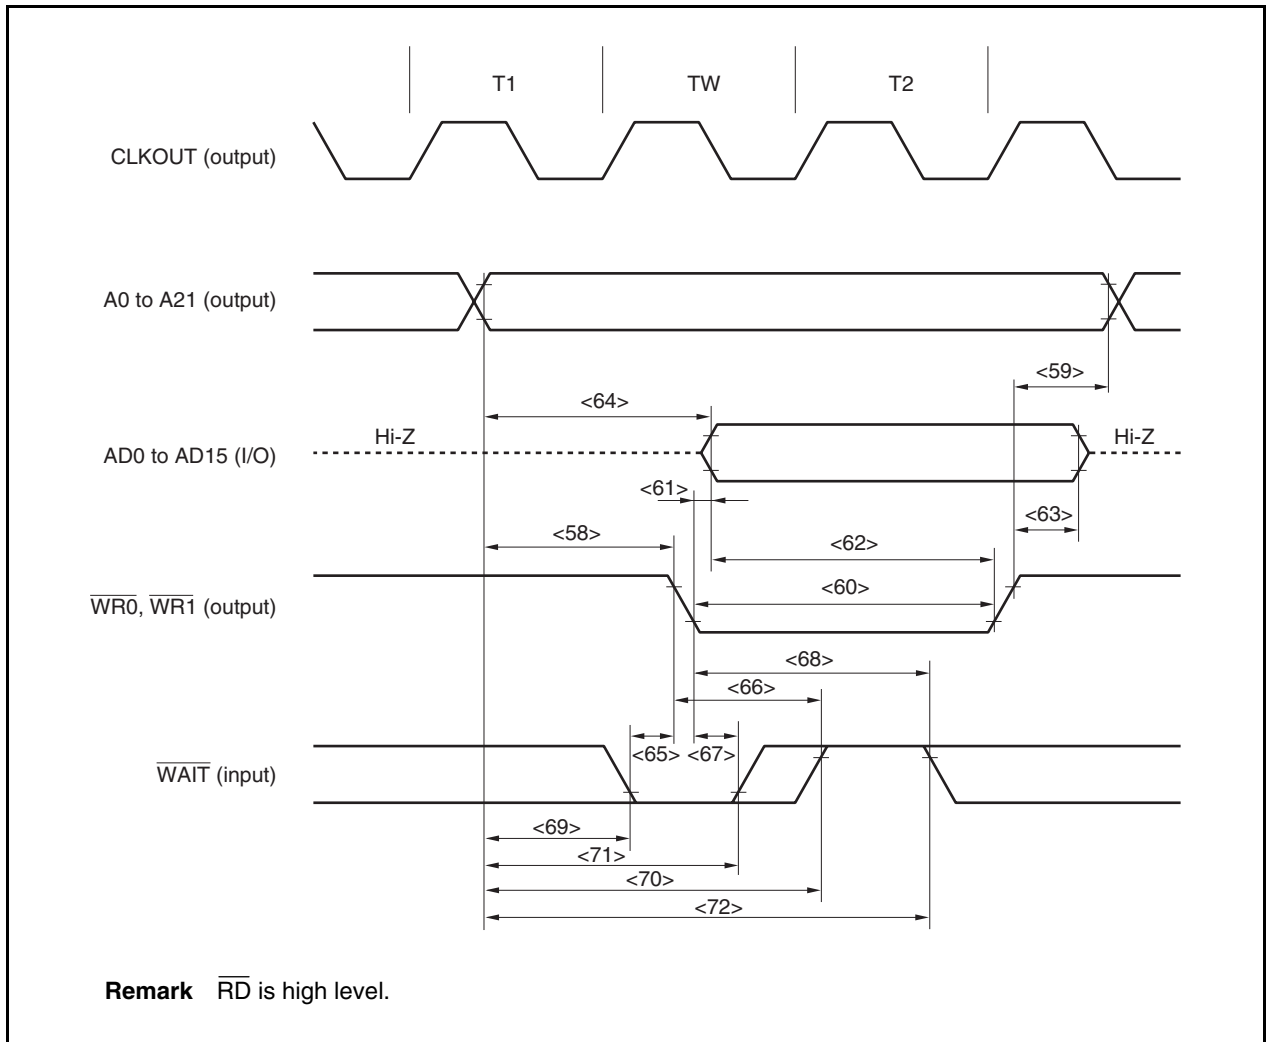 T1 TW T2
CLKOUT (output)
A0 to A21 (output)
<59>
<64>
Hi-Z Hi-Z
AD0 to AD15 (I/O)
<61>
<63>
<58>
<62>
<60>
WR0, WR1 (output)
<68>
<66>
<65> <67>
WAIT (input)
<69>
<71>
<70>
<72>
Remark RD is high level.